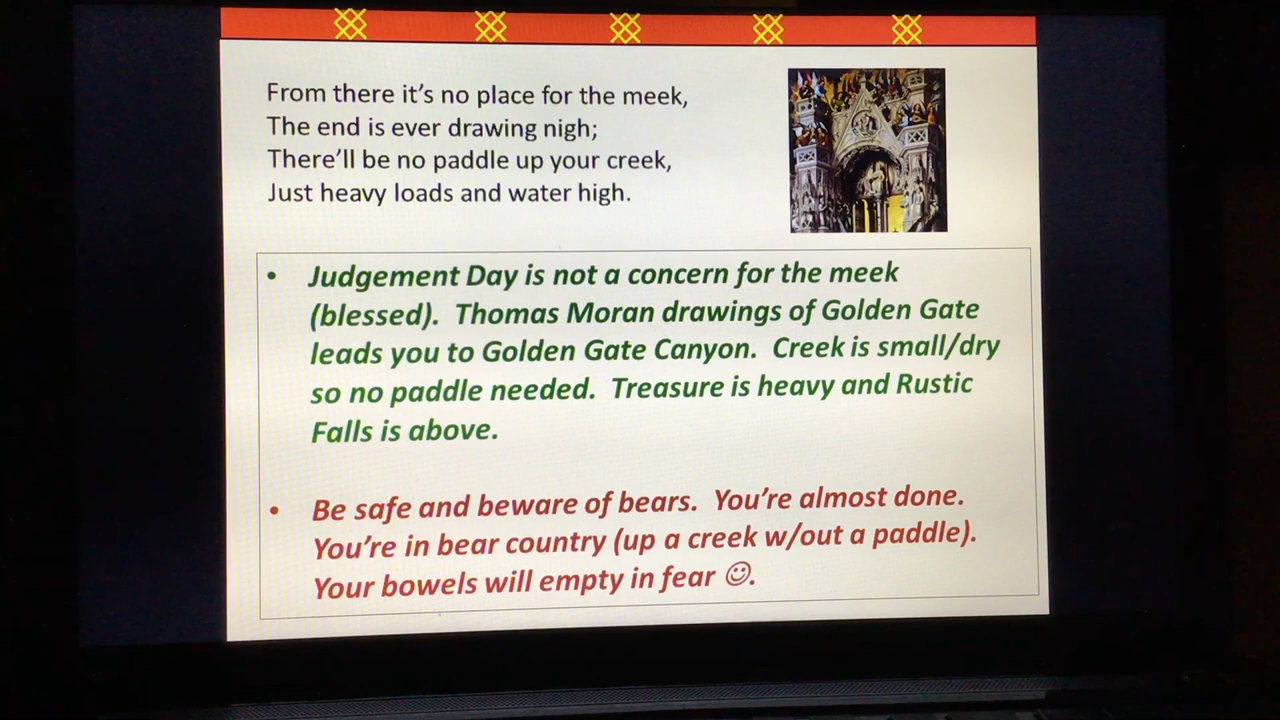 From there it's no place for the meek,
The end is ever drawing nigh;
There'll be no paddle up your creek,
Just heavy loads and water high.
• Judgement Day is not a concern for the meek
(blessed). Thomas Moran drawings of Golden Gate
leads you to Golden Gate Canyon. Creek is small/dry
so no paddle needed. Treasure is heavy and Rustic
Falls is above.
• Be safe and beware of bears. You're almost done.
You're in bear country (up a creek w/out a paddle).
Your bowels will empty in fear ☺.